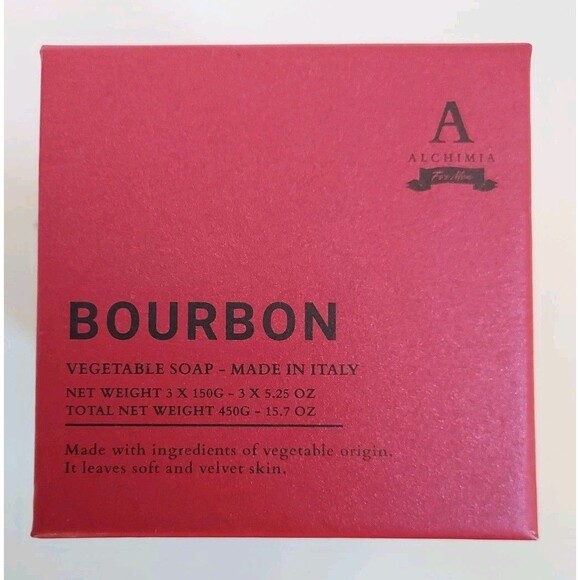 A
ALCHIMIA
For Men
BOURBON
VEGETABLE SOAP - MADE IN ITALY
NET WEIGHT 3 X 150G - 3 X 5.25 OZ
TOTAL NET WEIGHT 450G - 15.7 OZ
Made with ingredients of vegetable origin.
It leaves soft and velvet skin.